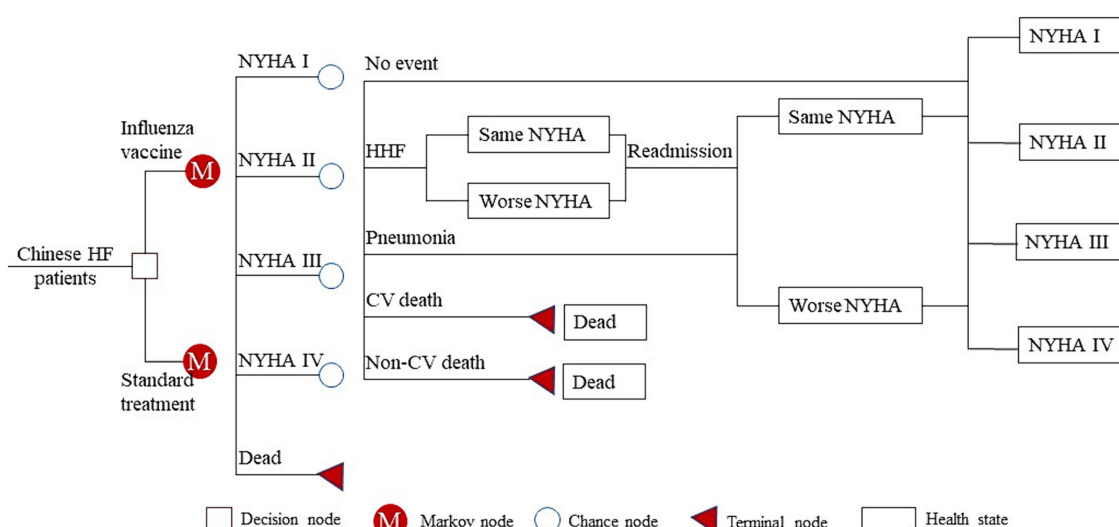 Chinese HF
patients
Influenza
vaccine
M
Standard
treatment
M
NYHA I
NYHA II
NYHA III
NYHA IV
Dead
No event
HHF
Same NYHA
Worse NYHA
Readmission
Pneumonia
CV death
Dead
Non-CV death
Dead
Same NYHA
Worse NYHA
NYHA I
NYHA II
NYHA III
NYHA IV
Decision node
M
Markov node
Chance node
Terminal node
Health state